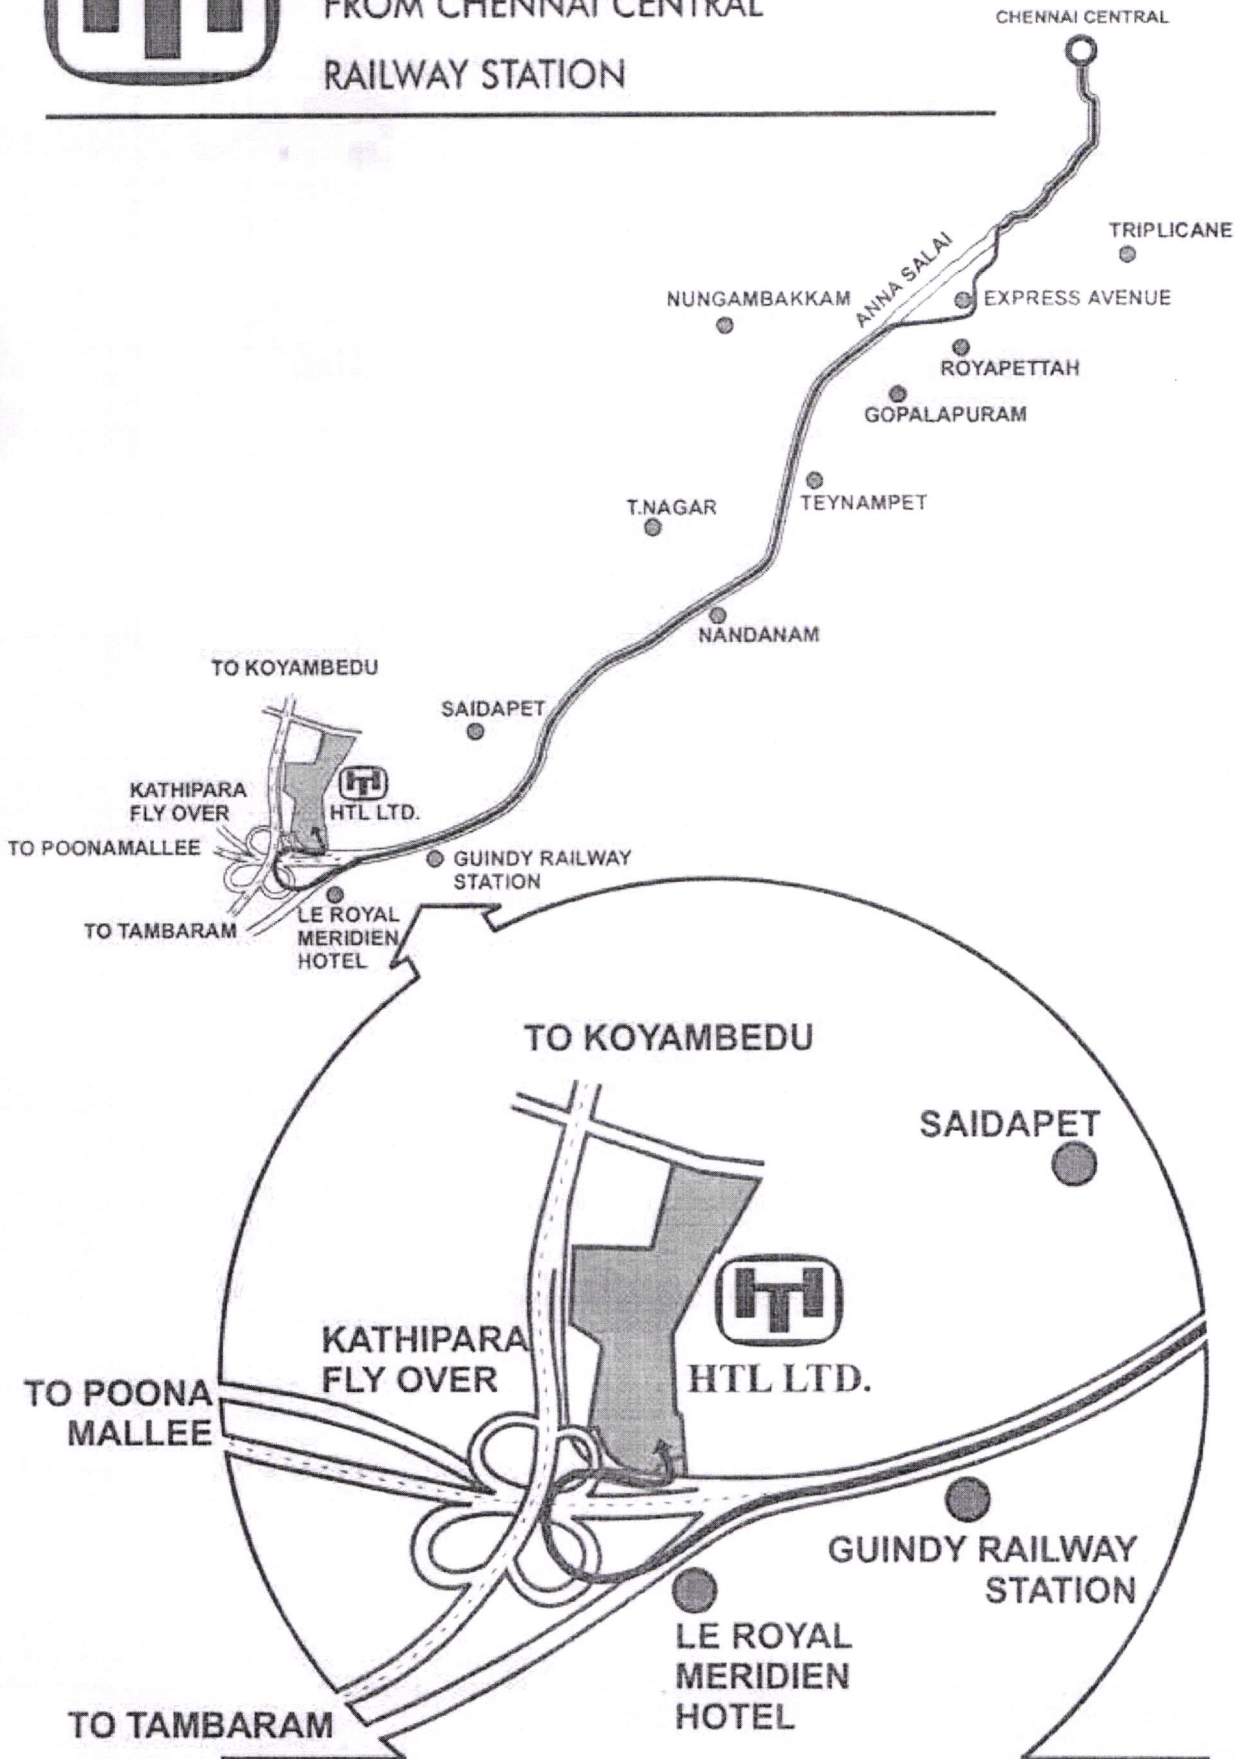 FROM CHENNAI CENTRAL
RAILWAY STATION
CHENNAI CENTRAL
TRIPLICANE
ANNA SALAI
NUNGAMBAKKAM
EXPRESS AVENUE
ROYAPETTAH
GOPALAPURAM
TEYNAMPET
T.NAGAR
NANDANAM
TO KOYAMBEDU
SAIDAPET
KATHIPARA
FLY OVER
HTL LTD.
TO POONAMALLEE
GUINDY RAILWAY
STATION
TO TAMBARAM
LE ROYAL
MERIDIEN
HOTEL
TO KOYAMBEDU
SAIDAPET
KATHIPARA
FLY OVER
HTL LTD.
TO POONA
MALLEE
GUINDY RAILWAY
STATION
LE ROYAL
MERIDIEN
HOTEL
TO TAMBARAM